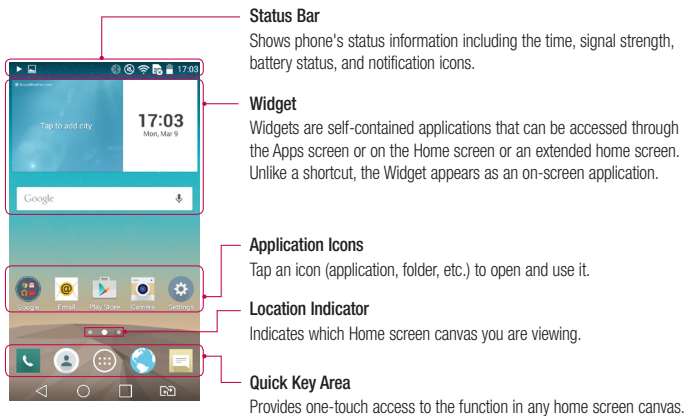 Status Bar
Shows phone's status information including the time, signal strength,
battery status, and notification icons.
17:03
AccuWeather.com
Tap to add city
17:03
Mon, Mar 9
Widget
Widgets are self-contained applications that can be accessed through
the Apps screen or on the Home screen or an extended home screen.
Unlike a shortcut, the Widget appears as an on-screen application.
Google
Application Icons
Tap an icon (application, folder, etc.) to open and use it.
Google Email Play Store Camera Settings
Location Indicator
Indicates which Home screen canvas you are viewing.
Quick Key Area
Provides one-touch access to the function in any home screen canvas.